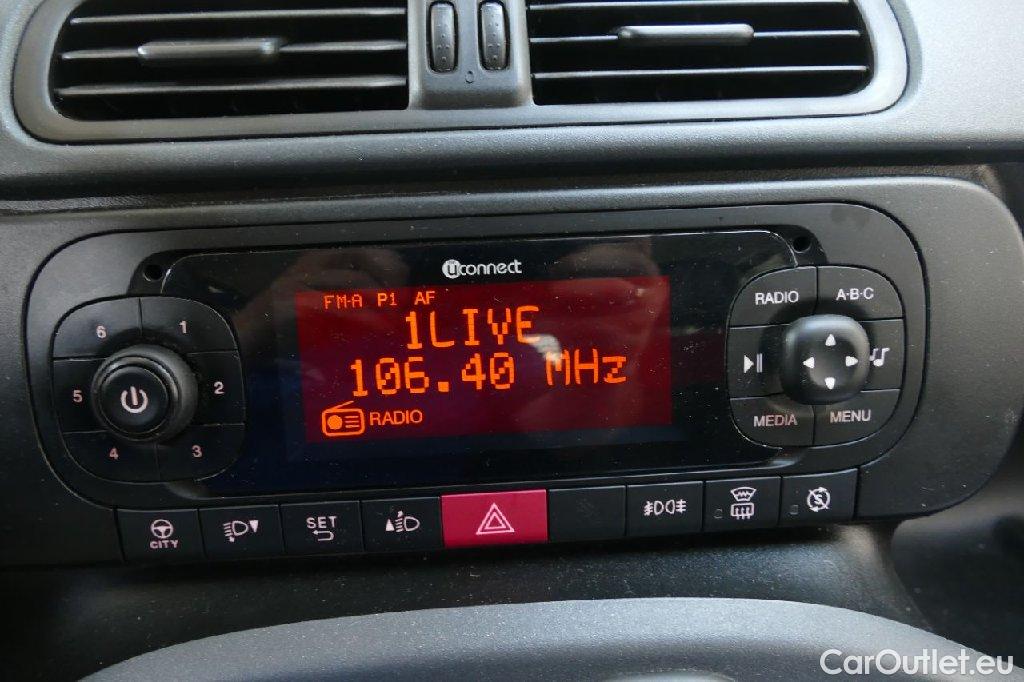 0
uconnect
FM-A P1 AF
1LIVE
106.40 MHz
RADIO
6
1
5
2
4
3
RADIO
A-B-C
MEDIA
MENU
CITY
SET
CarOutlet.eu